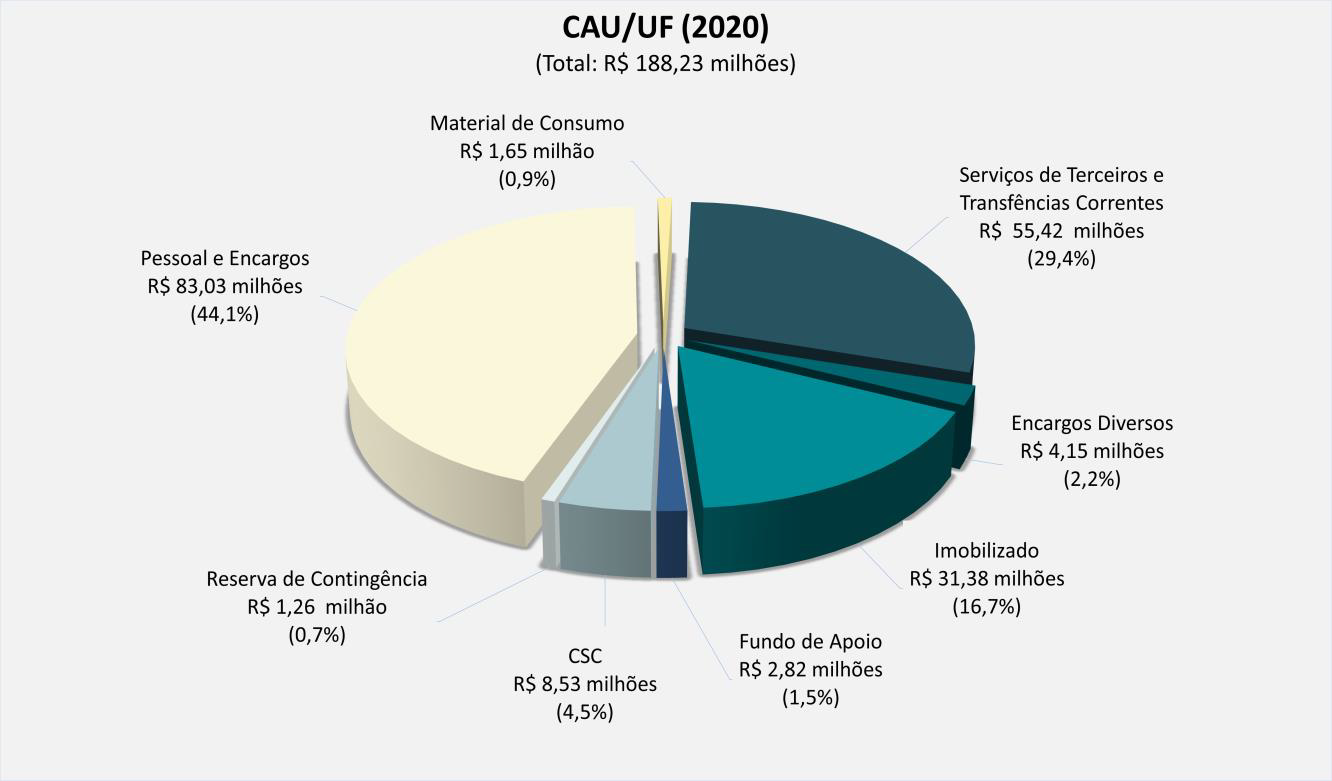 CAU/UF (2020)
(Total: R$ 188,23 milhões)
Material de Consumo
R$ 1,65 milhão
(0,9%)
Serviços de Terceiros e
Transfências Correntes
R$  55,42  milhões
(29,4%)
Pessoal e Encargos
R$ 83,03 milhões
(44,1%)
Encargos Diversos
R$ 4,15 milhões
(2,2%)
Imobilizado
R$ 31,38 milhões
(16,7%)
Reserva de Contingência
R$ 1,26  milhão
(0,7%)
Fundo de Apoio
R$ 2,82 milhões
(1,5%)
CSC
R$ 8,53 milhões
(4,5%)